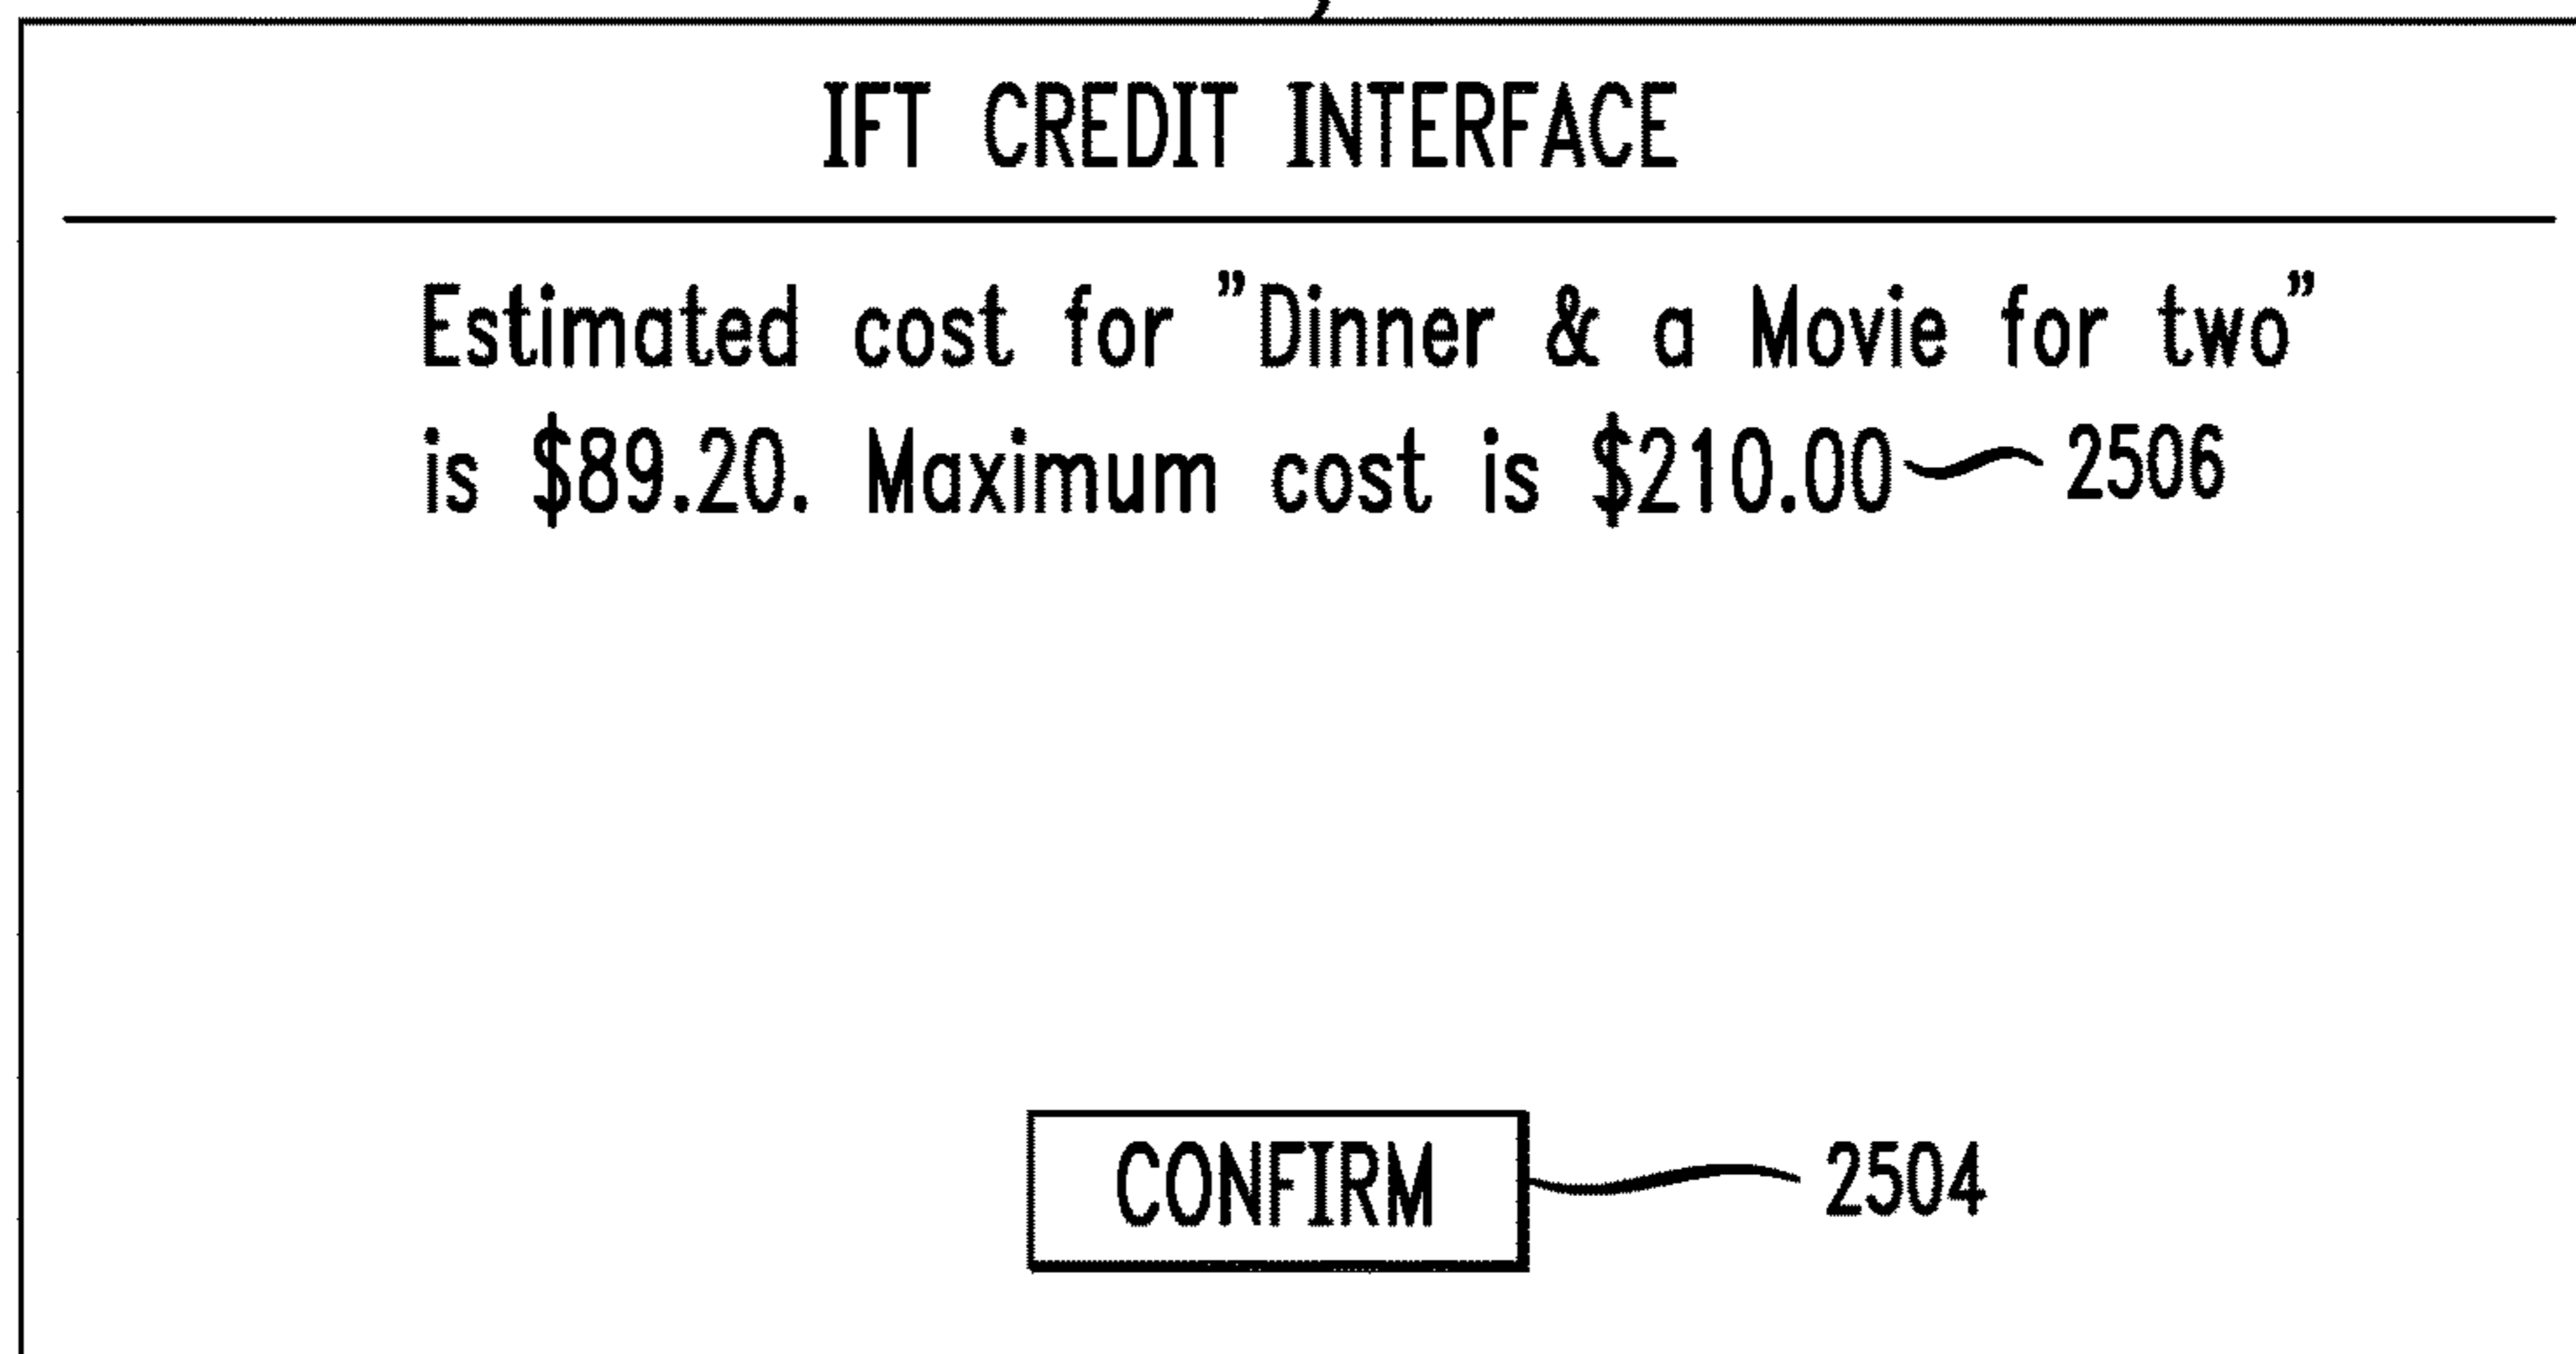 IFT CREDIT INTERFACE
Estimated cost for "Dinner & a Movie for two"
is $89.20. Maximum cost is $210.00 2506
CONFIRM 2504